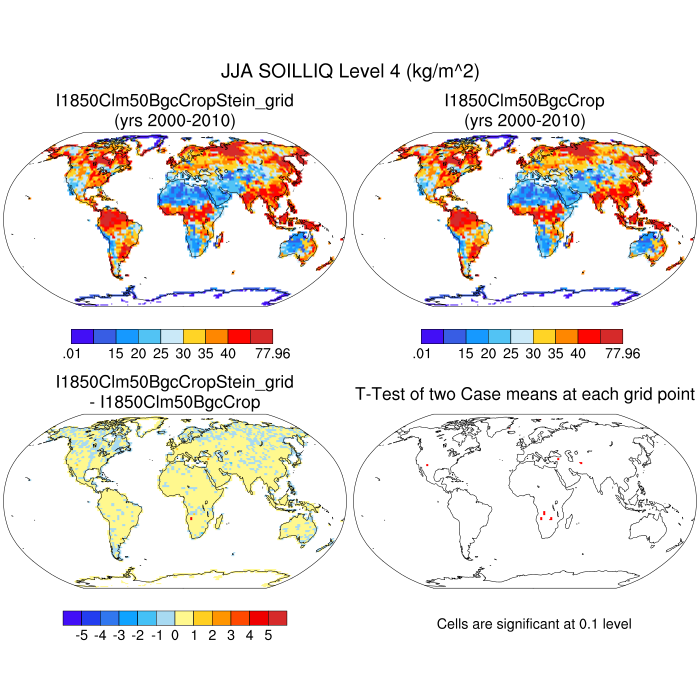 JJA SOILLIQ Level 4 (kg/m^2)
I1850Clm50BgcCropStein_grid
(yrs 2000-2010)
I1850Clm50BgcCrop
(yrs 2000-2010)
.01 15 20 25 30 35 40 77.96
.01 15 20 25 30 35 40 77.96
I1850Clm50BgcCropStein_grid
- I1850Clm50BgcCrop
T-Test of two Case means at each grid point
-5 -4 -3 -2 -1 0 1 2 3 4 5
Cells are significant at 0.1 level